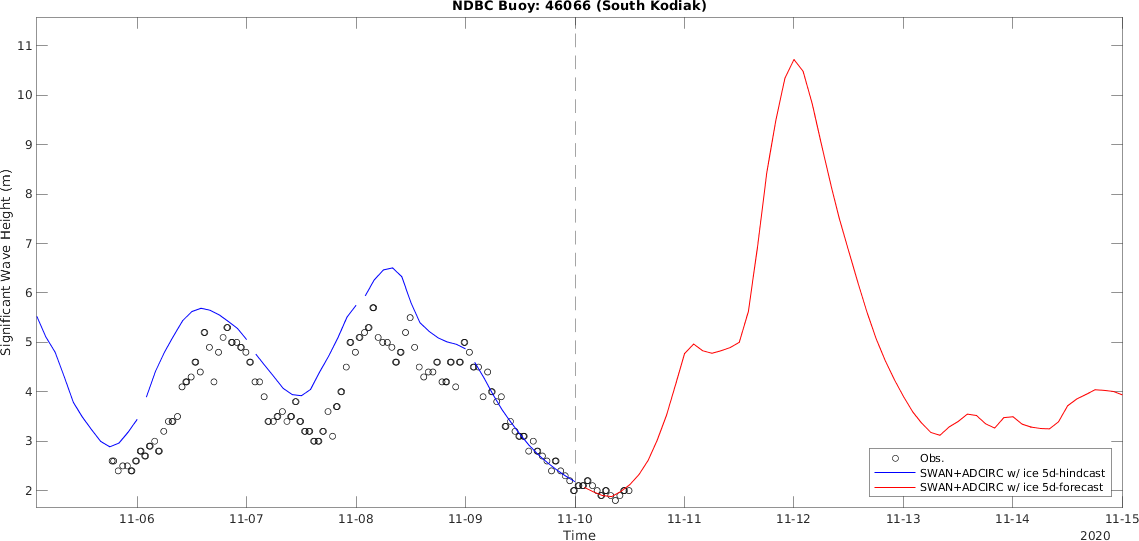 NDBC Buoy: 46066 (South Kodiak)
Significant Wave Height (m)
11
10
9
8
7
6
5
4
3
2
Obs.
SWAN+ADCIRC w/ ice 5d-hindcast
SWAN+ADCIRC w/ ice 5d-forecast
11-06 11-07 11-08 11-09 11-10 11-11 11-12 11-13 11-14 11-15
Time
2020